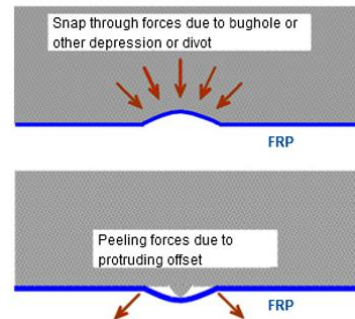 Snap through forces due to bughole or
other depression or divot
FRP
Peeling forces due to
protruding offset
FRP